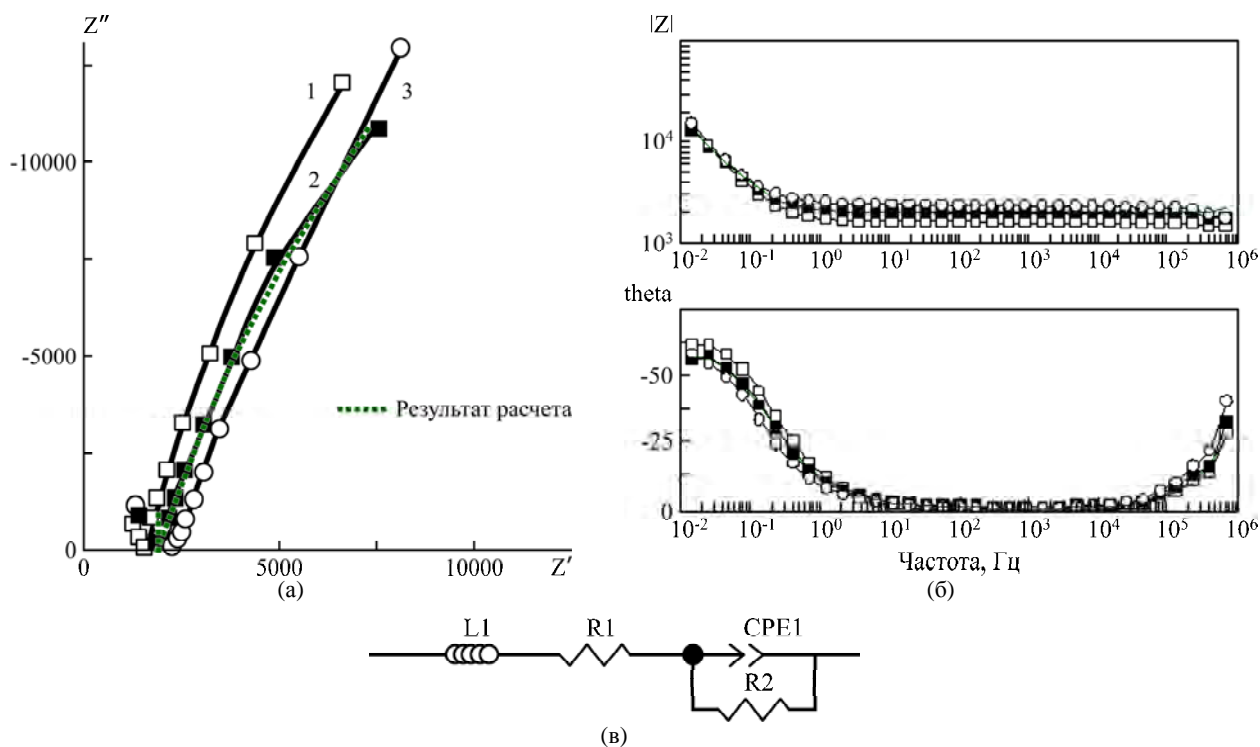 Z″
-10000
-5000
0
0
5000
10000
Z′
1
2
3
Результат расчета
(а)
|Z|
10⁴
10³
10⁻² 10⁻¹ 10⁰ 10¹ 10² 10³ 10⁴ 10⁵ 10⁶
theta
-50
-25
0
10⁻² 10⁻¹ 10⁰ 10¹ 10² 10³ 10⁴ 10⁵ 10⁶
Частота, Гц
(б)
L1 R1 CPE1
R2
(в)